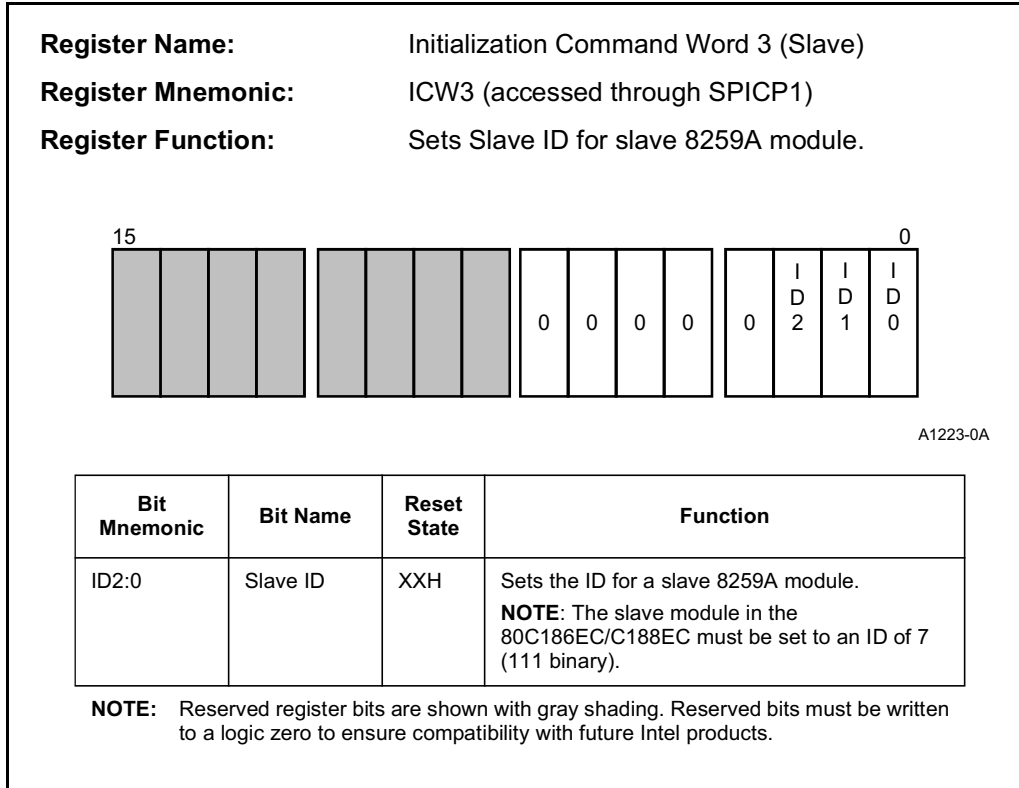 Register Name: Initialization Command Word 3 (Slave)
Register Mnemonic: ICW3 (accessed through SPICP1)
Register Function: Sets Slave ID for slave 8259A module.
15 0
0 0 0 0 0 ID2 ID1 ID0
A1223-0A
Bit Mnemonic Bit Name Reset State Function
ID2:0 Slave ID XXH Sets the ID for a slave 8259A module.
NOTE: The slave module in the
80C186EC/C188EC must be set to an ID of 7
(111 binary).
NOTE: Reserved register bits are shown with gray shading. Reserved bits must be written
to a logic zero to ensure compatibility with future Intel products.